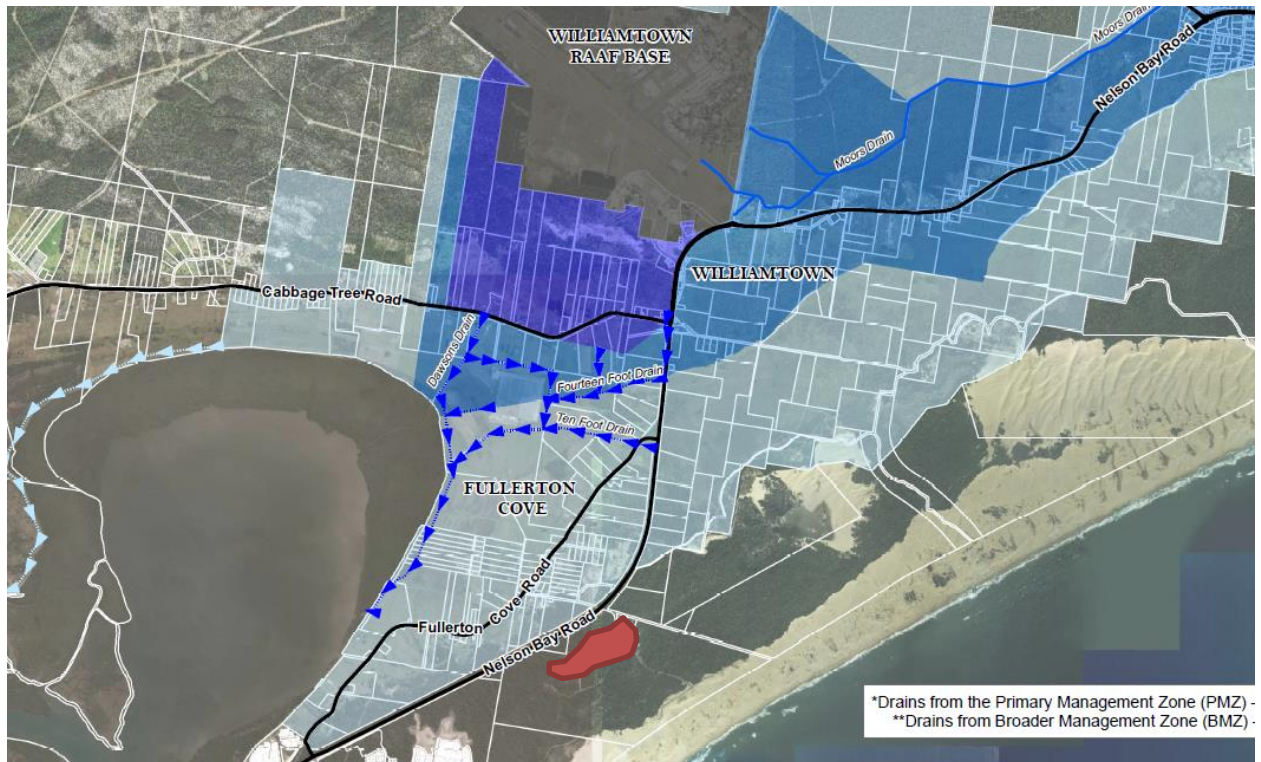 WILLIAMTOWN
RAAF BASE
Moors Drain
Nelson Bay Road
Moors Drain
WILLIAMTOWN
Cabbage Tree Road
Dawsons Drain
Fourteen Foot Drain
Ten Foot Drain
FULLERTON
COVE
Fullerton Cove Road
Nelson Bay Road
*Drains from the Primary Management Zone (PMZ) -
**Drains from Broader Management Zone (BMZ) -